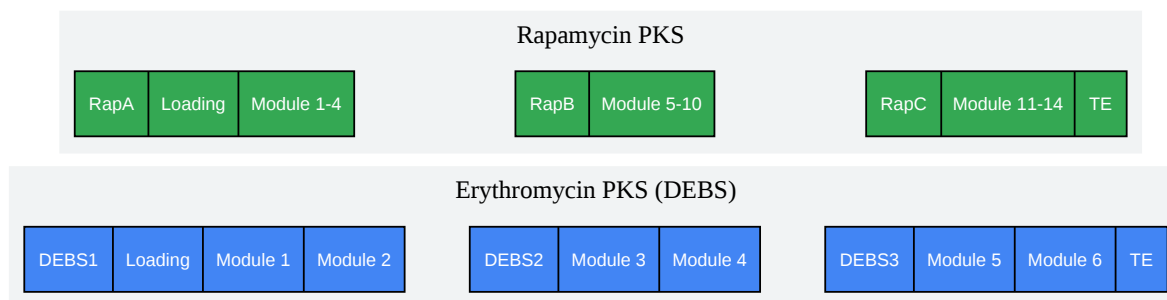 Rapamycin PKS
RapA Loading Module 1-4 RapB Module 5-10 RapC Module 11-14 TE
Erythromycin PKS (DEBS)
DEBS1 Loading Module 1 Module 2 DEBS2 Module 3 Module 4 DEBS3 Module 5 Module 6 TE